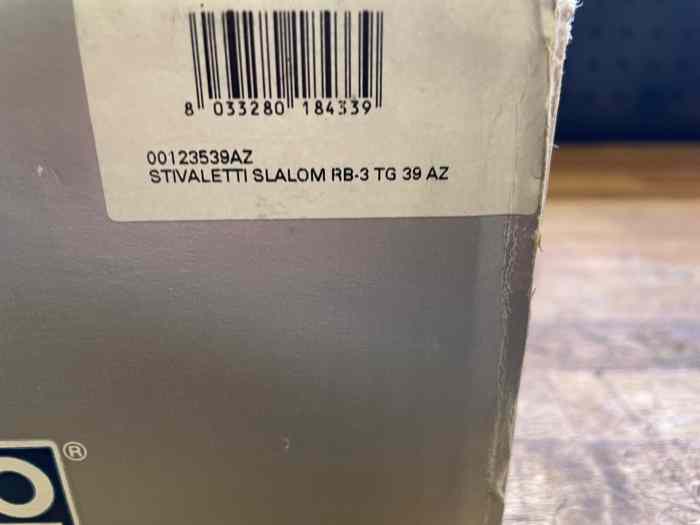 8 033280 184339
00123539AZ
STIVALETTI SLALOM RB-3 TG 39 AZ
O®